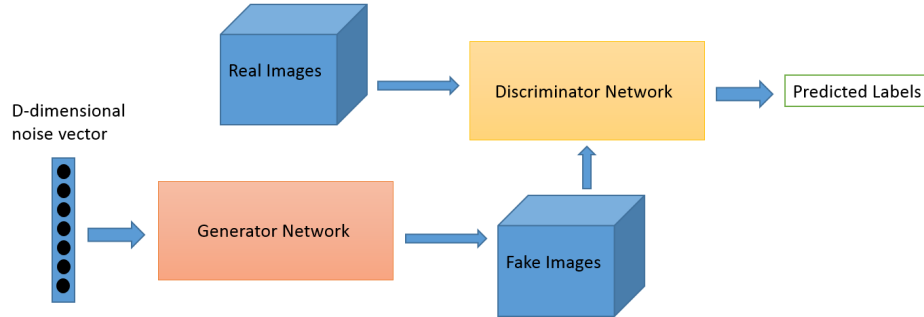 Real Images
Discriminator Network
Predicted Labels
D-dimensional
noise vector
Generator Network
Fake Images